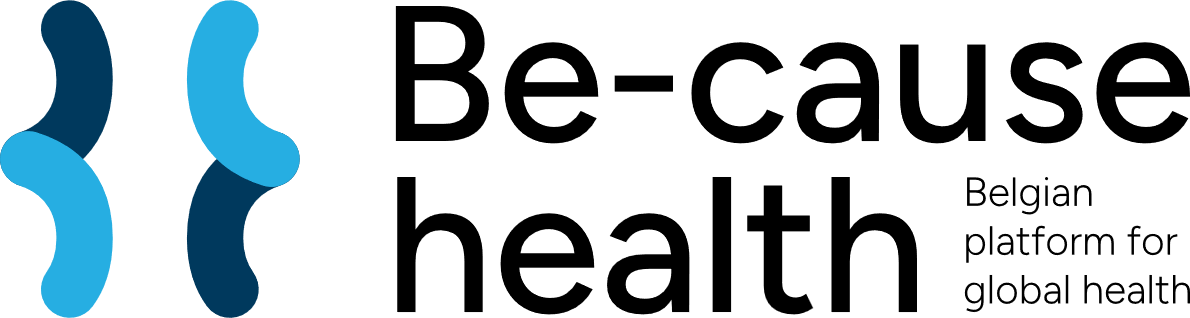 Be-cause
health
Belgian
platform for
global health